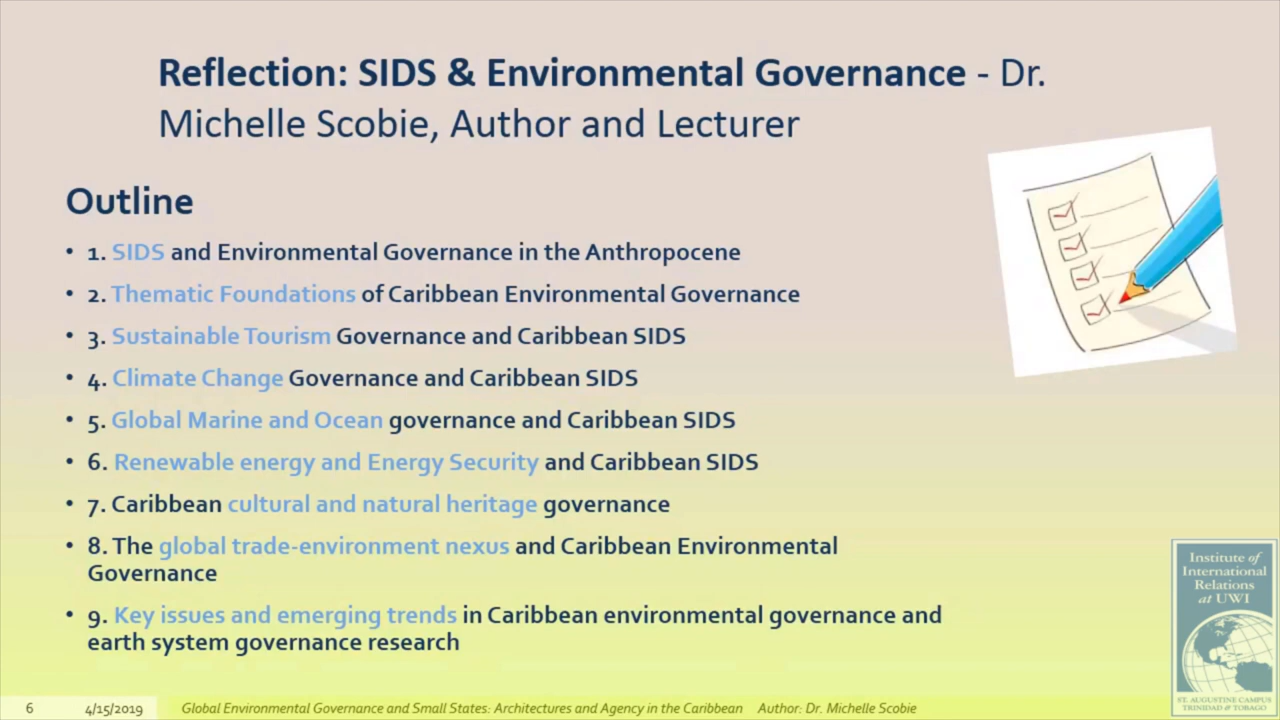 Reflection: SIDS & Environmental Governance - Dr.
Michelle Scobie, Author and Lecturer
Outline
• 1. SIDS and Environmental Governance in the Anthropocene
• 2. Thematic Foundations of Caribbean Environmental Governance
• 3. Sustainable Tourism Governance and Caribbean SIDS
• 4. Climate Change Governance and Caribbean SIDS
• 5. Global Marine and Ocean governance and Caribbean SIDS
• 6. Renewable energy and Energy Security and Caribbean SIDS
• 7. Caribbean cultural and natural heritage governance
• 8. The global trade-environment nexus and Caribbean Environmental
Governance
• 9. Key issues and emerging trends in Caribbean environmental governance and
earth system governance research
Institute of
International
Relations
at UWI
ST. AUGUSTINE CAMPUS
TRINIDAD & TOBAGO
6 4/15/2019 Global Environmental Governance and Small States: Architectures and Agency in the Caribbean Author: Dr. Michelle Scobie